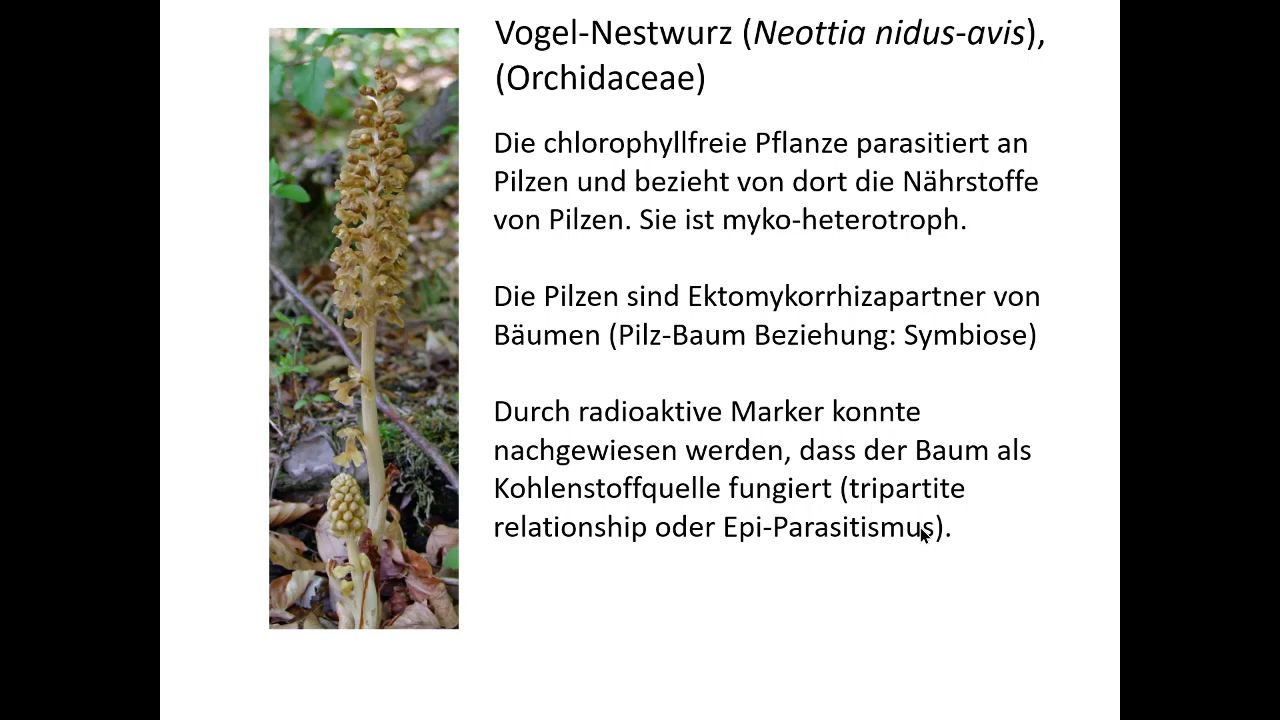 Vogel-Nestwurz (Neottia nidus-avis),
(Orchidaceae)
Die chlorophyllfreie Pflanze parasitiert an
Pilzen und bezieht von dort die Nährstoffe
von Pilzen. Sie ist myko-heterotroph.
Die Pilzen sind Ektomykorrhizapartner von
Bäumen (Pilz-Baum Beziehung: Symbiose)
Durch radioaktive Marker konnte
nachgewiesen werden, dass der Baum als
Kohlenstoffquelle fungiert (tripartite
relationship oder Epi-Parasitismus).